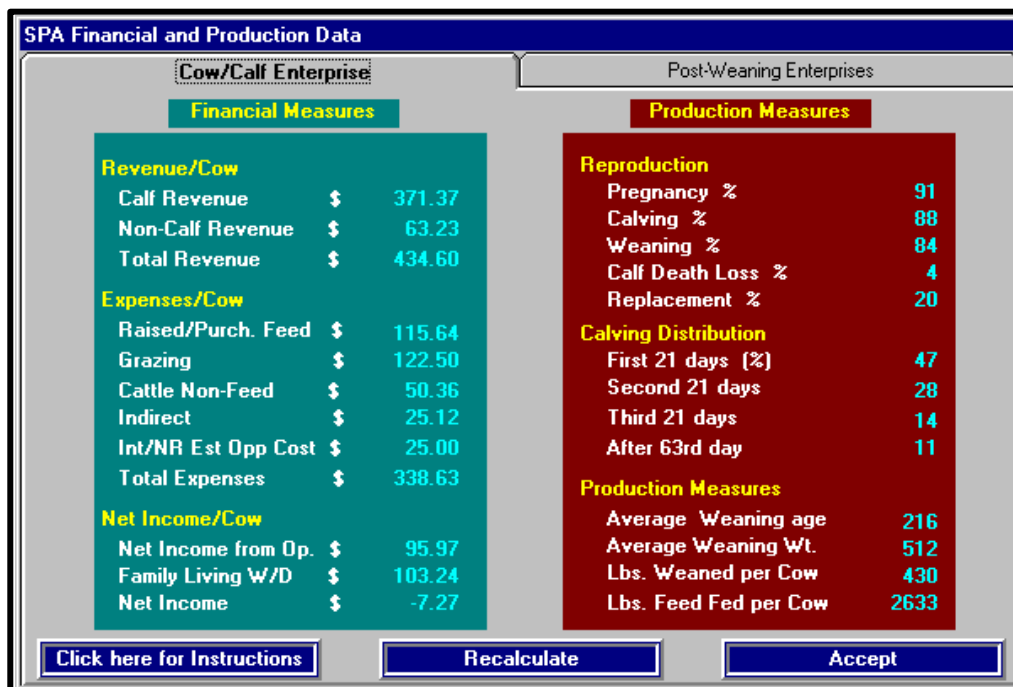 SPA Financial and Production Data
Cow/Calf Enterprise
Post-Weaning Enterprises
Financial Measures
Revenue/Cow
Calf Revenue $ 371.37
Non-Calf Revenue $ 63.23
Total Revenue $ 434.60
Expenses/Cow
Raised/Purch. Feed $ 115.64
Grazing $ 122.50
Cattle Non-Feed $ 50.36
Indirect $ 25.12
Int/NR Est Opp Cost $ 25.00
Total Expenses $ 338.63
Net Income/Cow
Net Income from Op. $ 95.97
Family Living W/D $ 103.24
Net Income $ -7.27
Production Measures
Reproduction
Pregnancy % 91
Calving % 88
Weaning % 84
Calf Death Loss % 4
Replacement % 20
Calving Distribution
First 21 days (%) 47
Second 21 days 28
Third 21 days 14
After 63rd day 11
Production Measures
Average Weaning age 216
Average Weaning Wt. 512
Lbs. Weaned per Cow 430
Lbs. Feed Fed per Cow 2633
Click here for Instructions
Recalculate
Accept